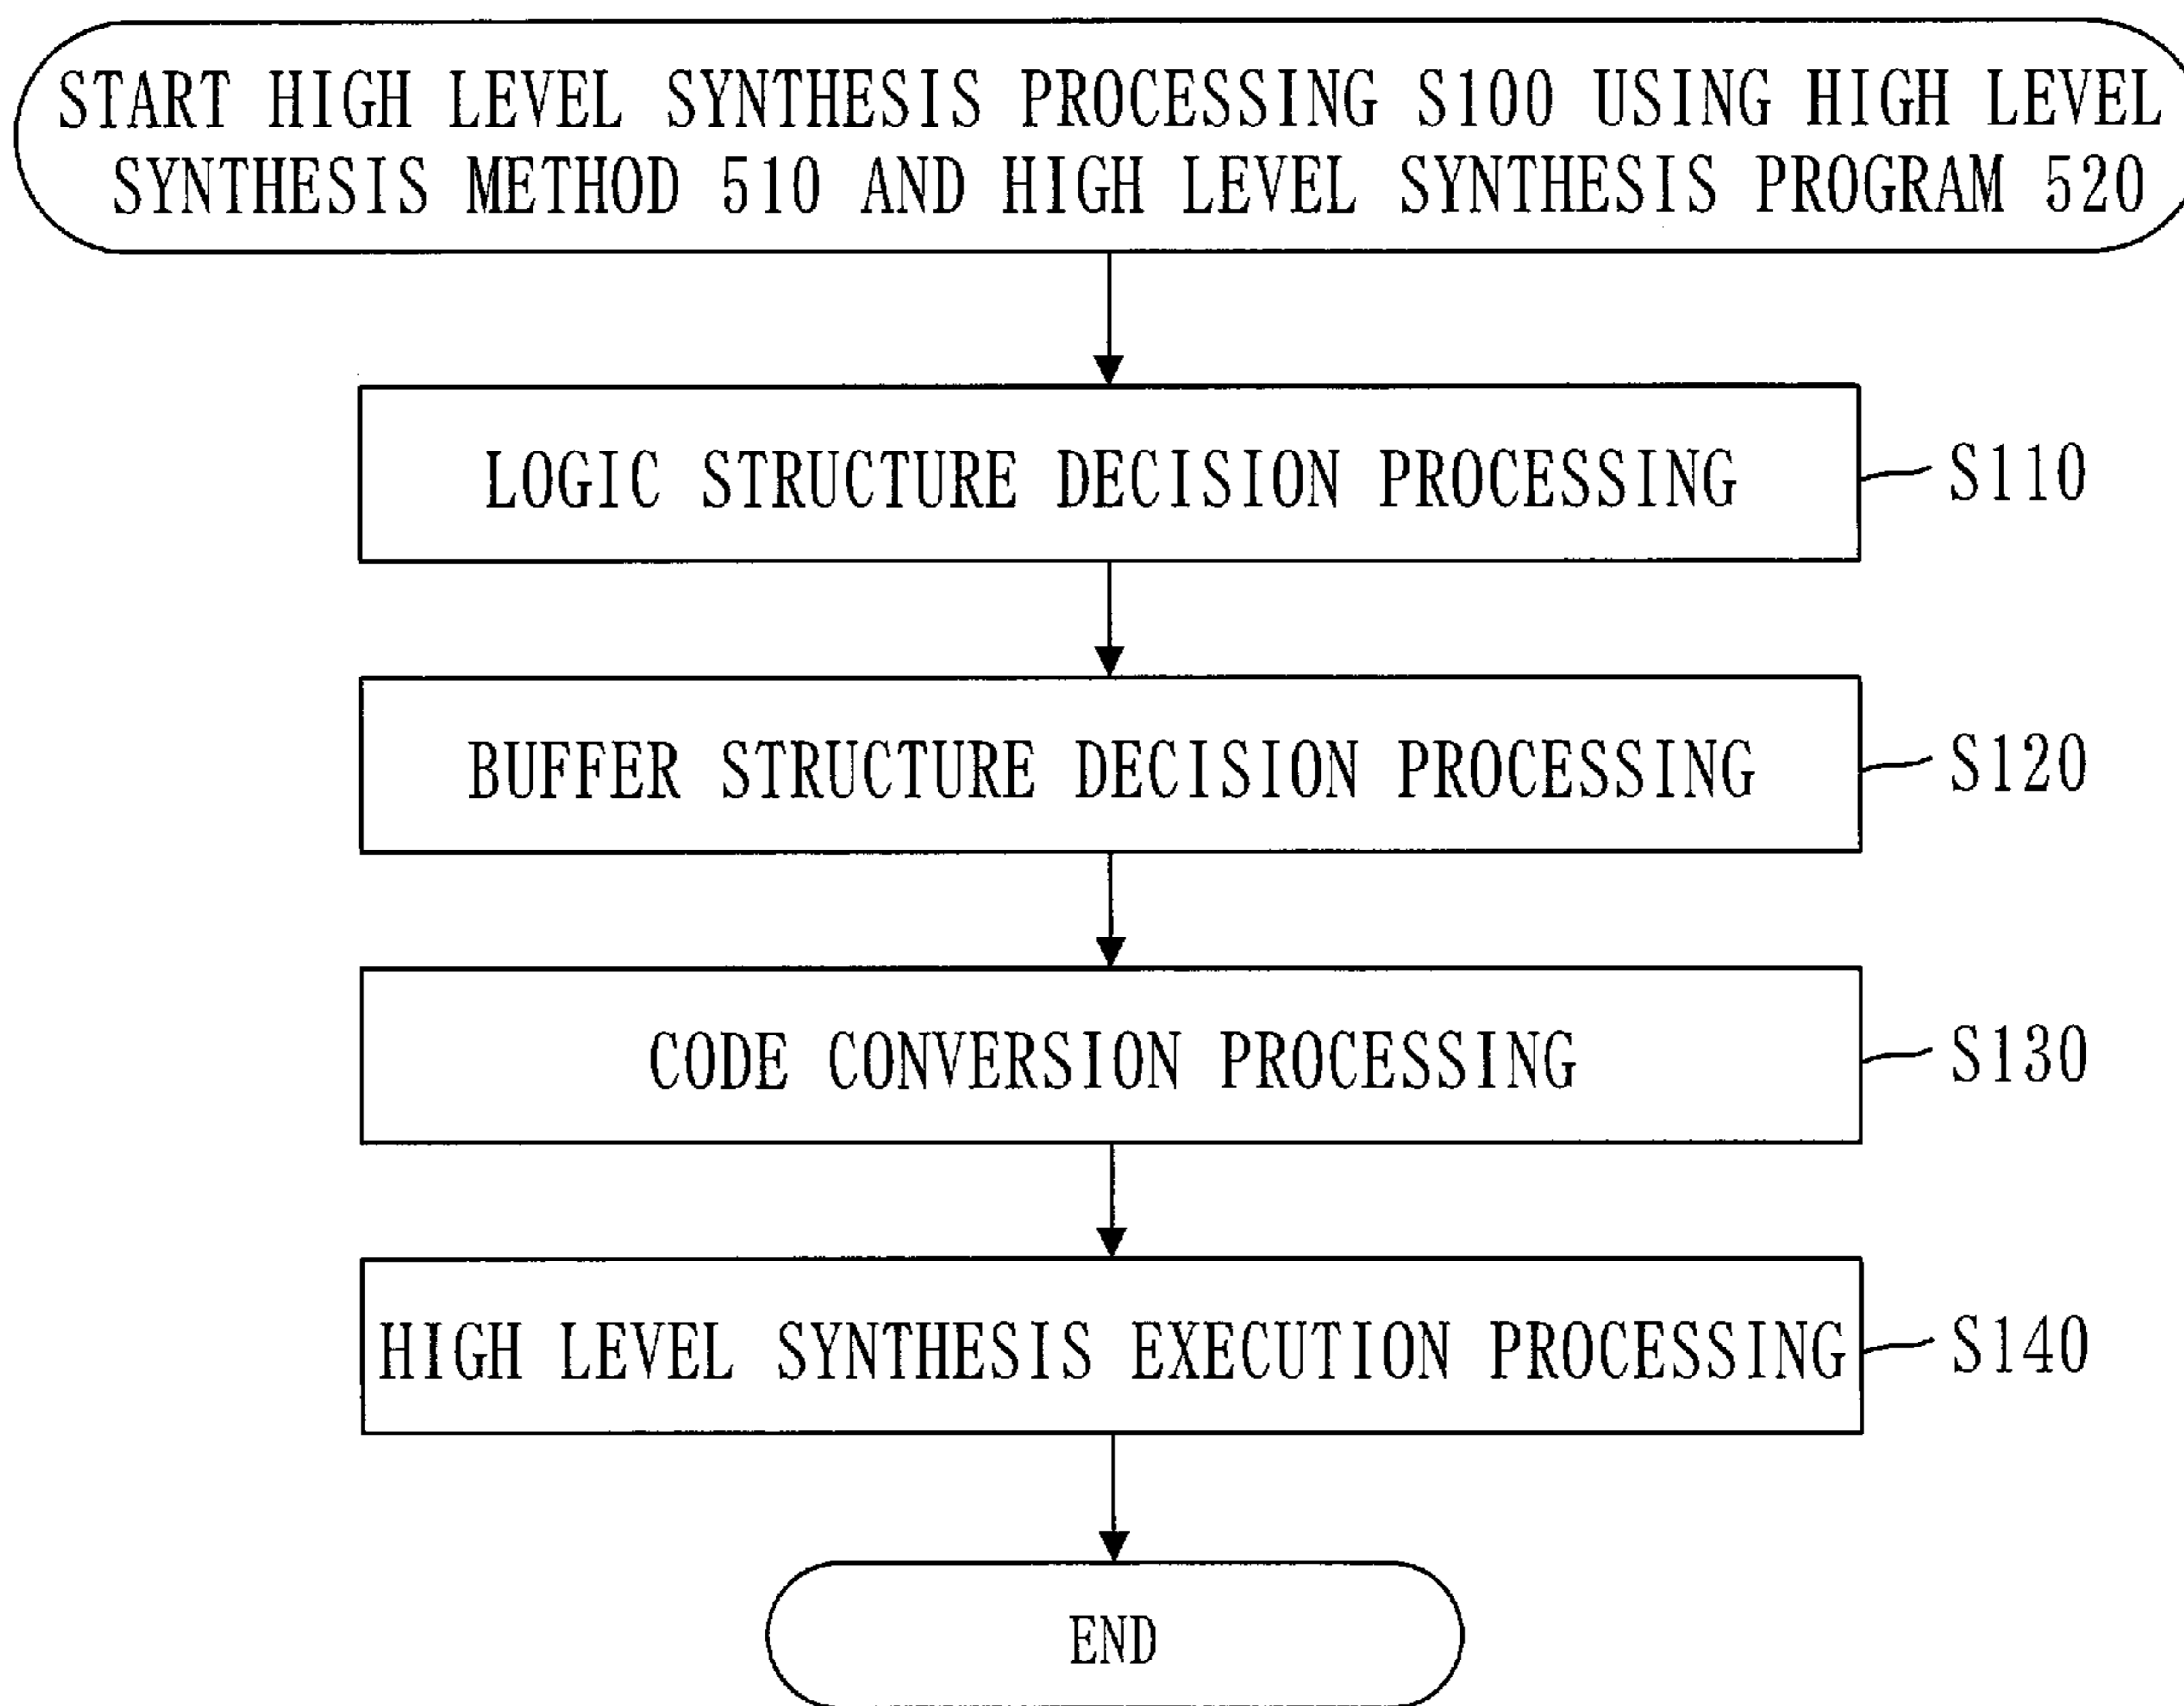 START HIGH LEVEL SYNTHESIS PROCESSING S100 USING HIGH LEVEL
SYNTHESIS METHOD 510 AND HIGH LEVEL SYNTHESIS PROGRAM 520
LOGIC STRUCTURE DECISION PROCESSING
S110
BUFFER STRUCTURE DECISION PROCESSING
S120
CODE CONVERSION PROCESSING
S130
HIGH LEVEL SYNTHESIS EXECUTION PROCESSING
S140
END